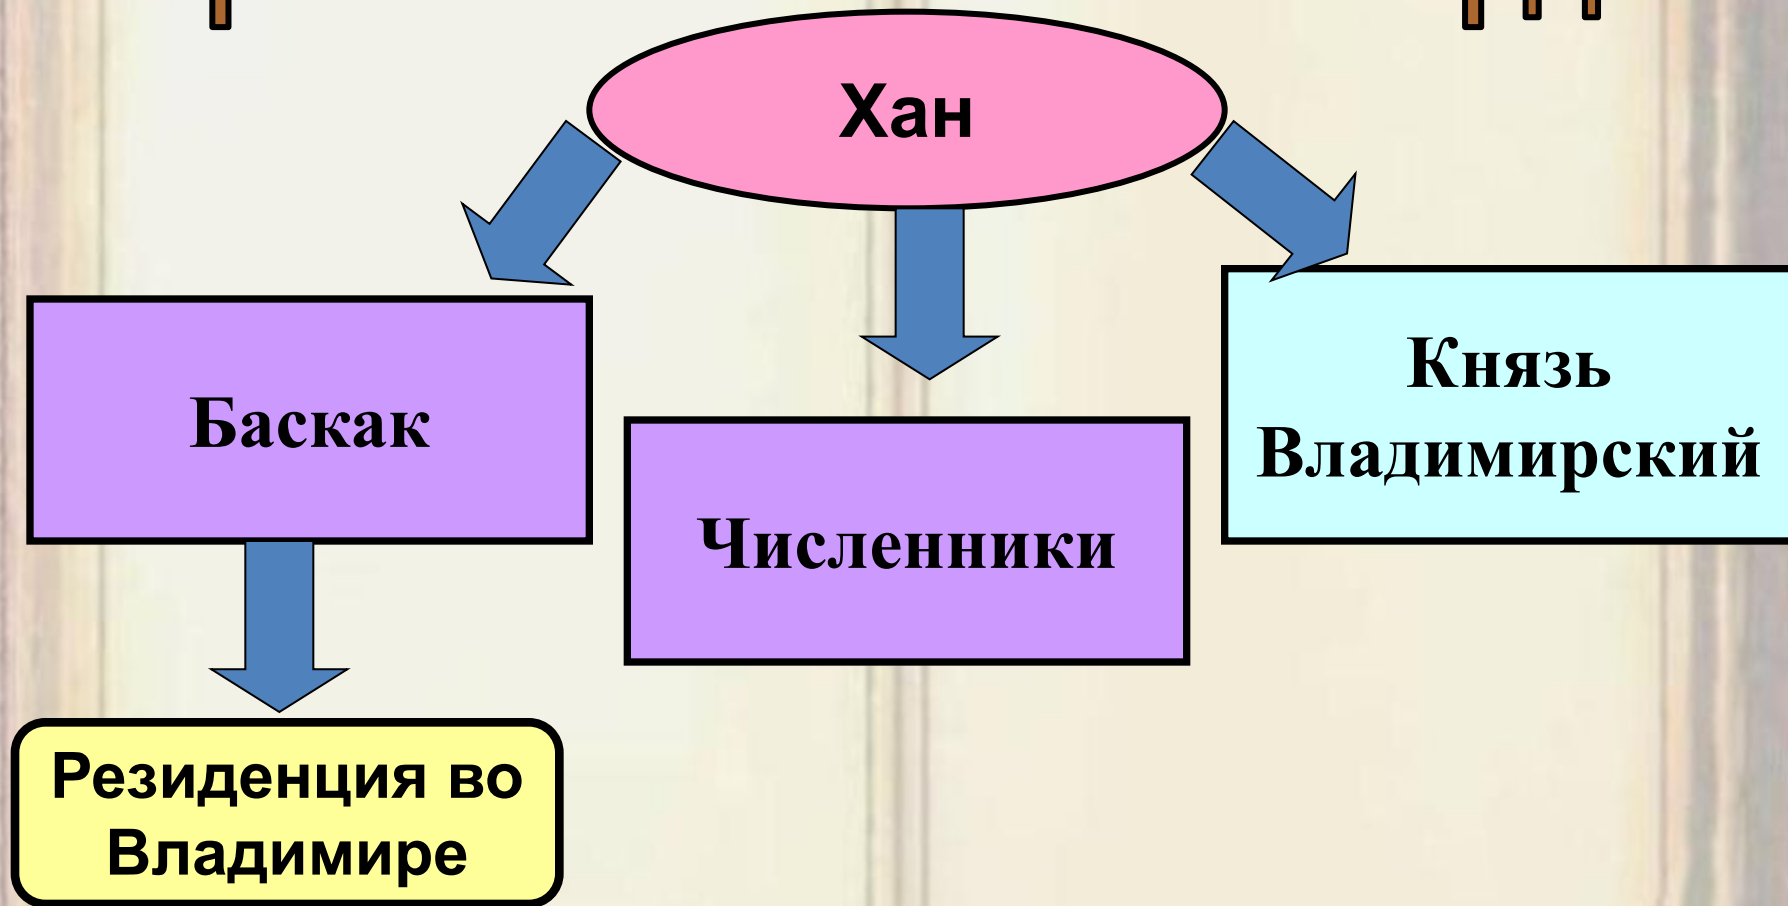 Хан
Баскак
Численники
Князь
Владимирский
Резиденция во
Владимире